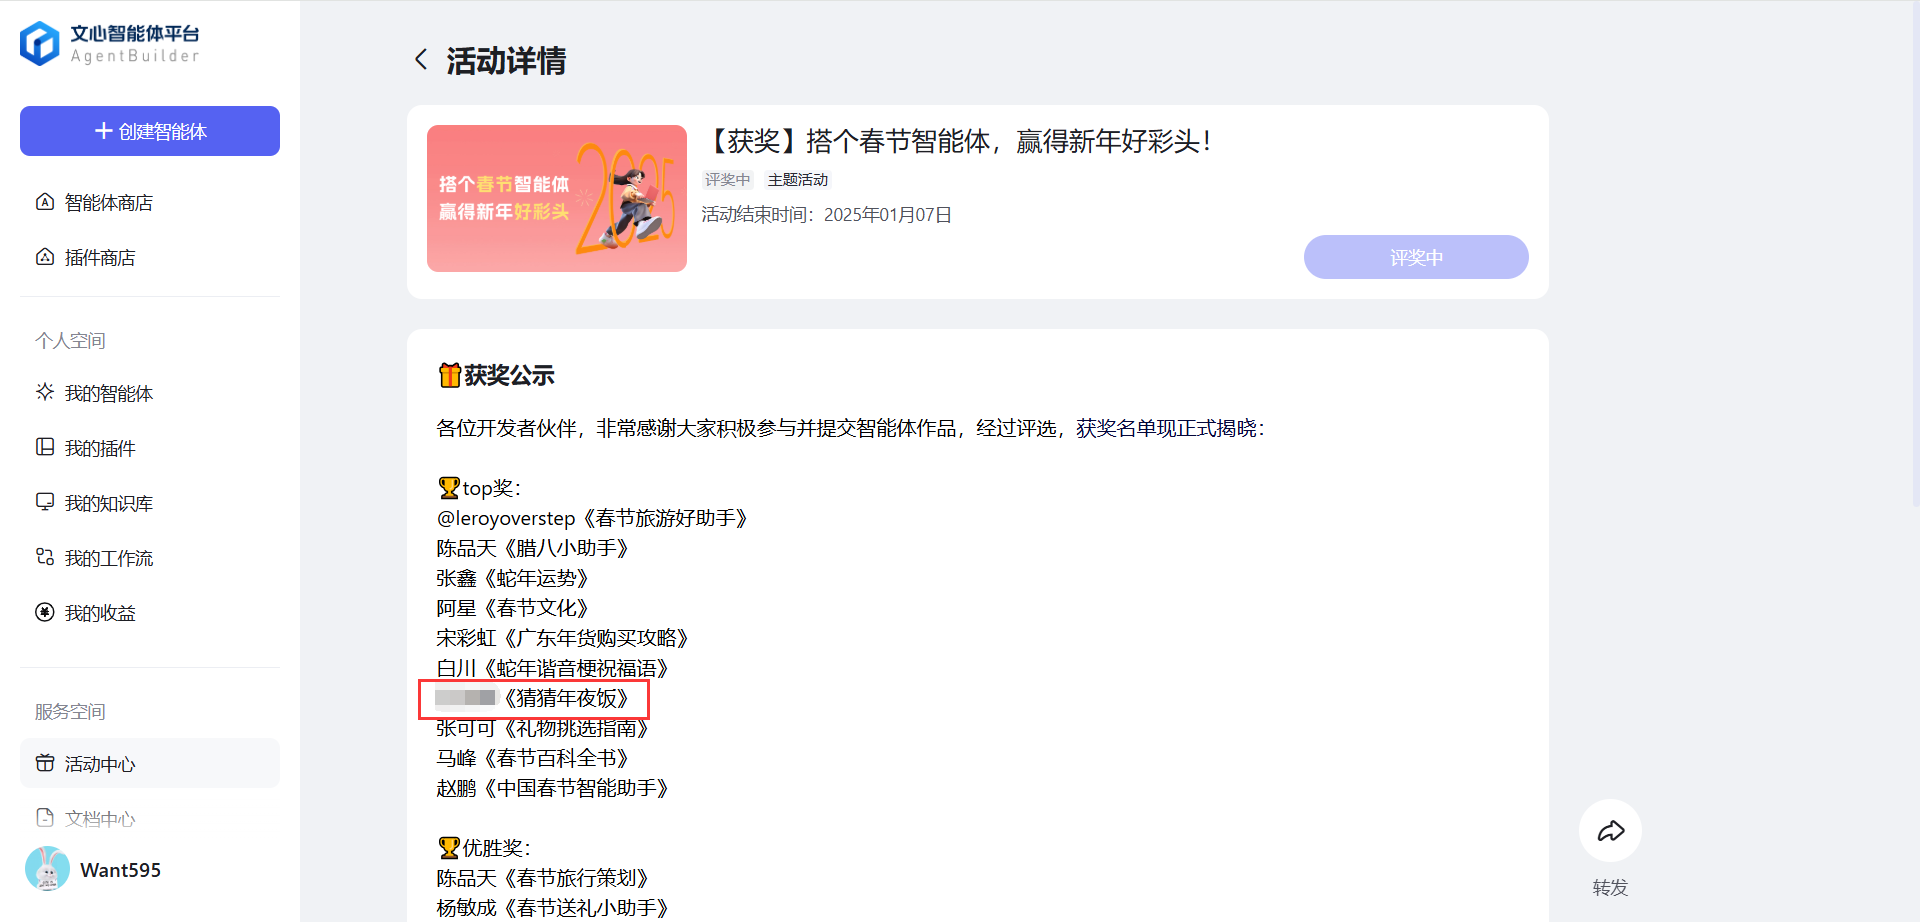 文心智能体平台
AgentBuilder
创建智能体
智能体商店
插件商店
个人空间
我的智能体
我的插件
我的知识库
我的工作流
我的收益
服务空间
活动中心
文档中心
Want595
活动详情
搭个春节智能体
赢得新年好彩头
2025
【获奖】搭个春节智能体，赢得新年好彩头！
评奖中 主题活动
活动结束时间：2025年01月07日
评奖中
获奖公示
各位开发者伙伴，非常感谢大家积极参与并提交智能体作品，经过评选，获奖名单现正式揭晓：
top奖：
@leroyoverstep《春节旅游好助手》
陈品天《腊八小助手》
张鑫《蛇年运势》
阿星《春节文化》
宋彩虹《广东年货购买攻略》
白川《蛇年谐音梗祝福语》
《猜猜年夜饭》
张可可《礼物挑选指南》
马峰《春节百科全书》
赵鹏《中国春节智能助手》
优胜奖：
陈品天《春节旅行策划》
杨敏成《春节送礼小助手》
转发